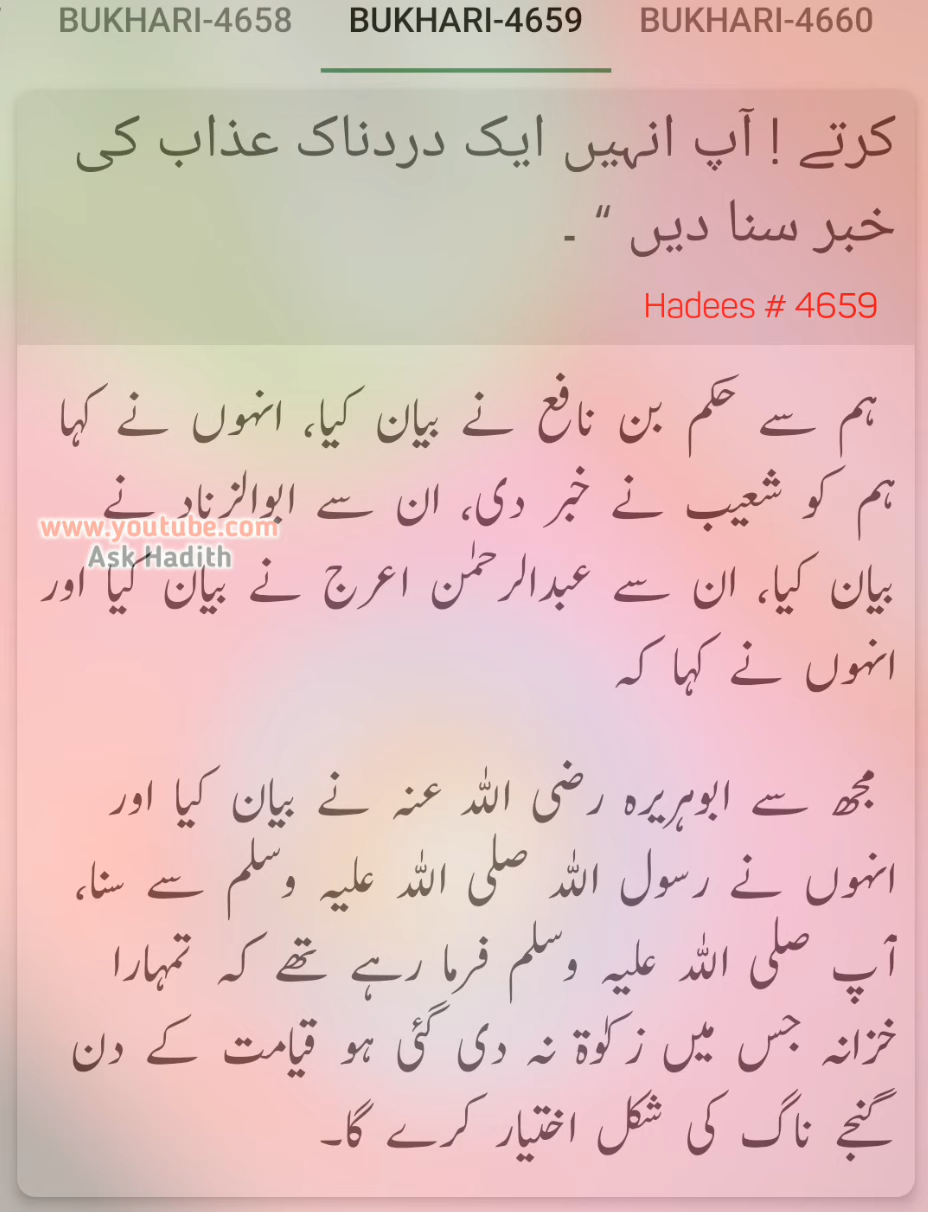 BUKHARI-4658 BUKHARI-4659 BUKHARI-4660
کرتے ! آپ انہیں ایک دردناک عذاب کی
خبر سنا دیں “ ۔
Hadees # 4659
ہم سے حکم بن نافع نے بیان کیا، انہوں نے کہا
ہم کو شعیب نے خبر دی، ان سے ابوالزناد نے
www.youtube.com
Ask Hadith
بیان کیا، ان سے عبدالرحمٰن اعرج نے بیان کیا اور
انہوں نے کہا کہ
مجھ سے ابوہریرہ رضی اللہ عنہ نے بیان کیا اور
انہوں نے رسول اللہ صلی اللہ علیہ وسلم سے سنا،
آپ صلی اللہ علیہ وسلم فرما رہے تھے کہ تمہارا
خزانہ جس میں زکوٰۃ نہ دی گئی ہو قیامت کے دن
گنجے ناگ کی شکل اختیار کرے گا۔